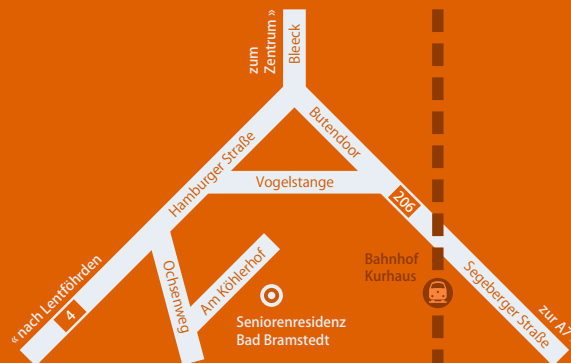 zum
Zentrum »
Bleeck
Hamburger Straße
Butendoor
Vogelstange
206
Segeberger Straße
zur A7
Bahnhof
Kurhaus
« nach Lentföhrden
4
Ochsenweg
Am Köhlerhof
Seniorenresidenz
Bad Bramstedt